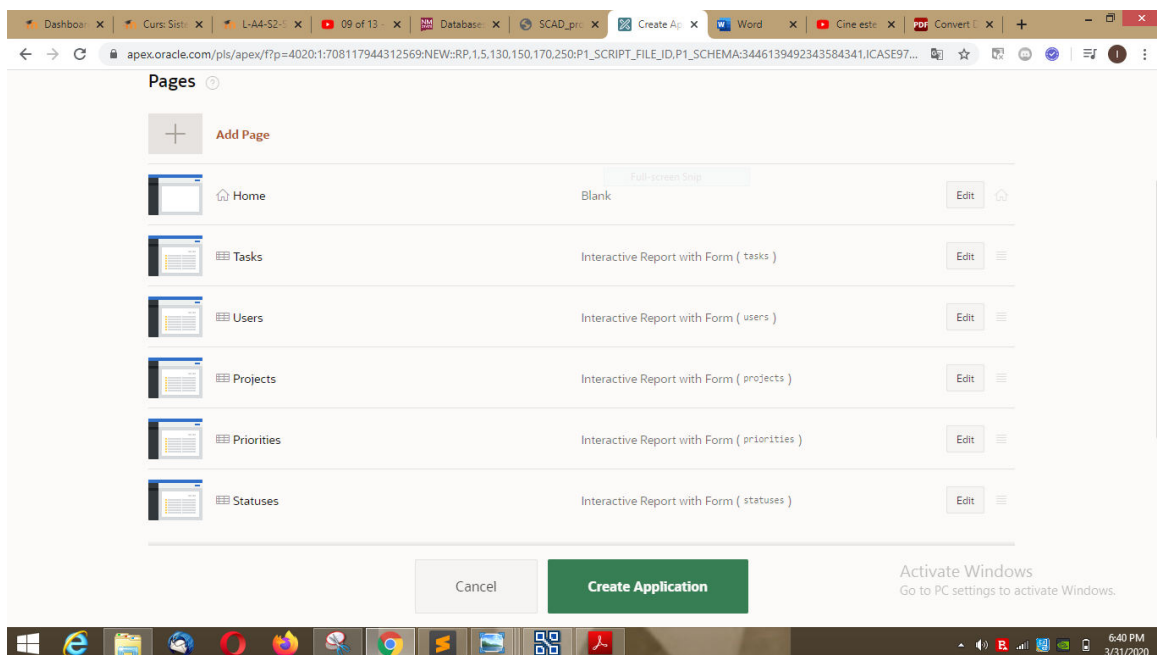 Dashboar
Curs: Siste
L-A4-S2-S
09 of 13 -
Database:
SCAD_pro
Create Ap
Word
Cine este
PDF Convert D
apex.oracle.com/pls/apex/f?p=4020:1:708117944312569:NEW::RP,1,5,130,150,170,250:P1_SCRIPT_FILE_ID,P1_SCHEMA:3446139492343584341,ICASE97...
Pages
Add Page
Full-screen Snip
Home Blank Edit
Tasks Interactive Report with Form ( tasks ) Edit
Users Interactive Report with Form ( users ) Edit
Projects Interactive Report with Form ( projects ) Edit
Priorities Interactive Report with Form ( priorities ) Edit
Statuses Interactive Report with Form ( statuses ) Edit
Cancel Create Application
Activate Windows
Go to PC settings to activate Windows.
6:40 PM
3/31/2020